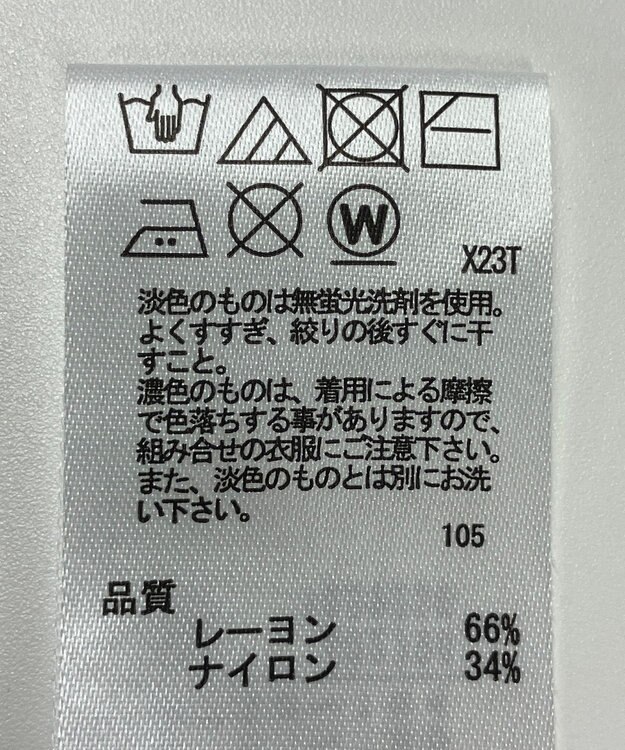 W
X23T
淡色のものは無蛍光洗剤を使用。
よくすすぎ、絞りの後すぐに干
すこと。
濃色のものは、着用による摩擦
で色落ちする事がありますので、
組み合せの衣服にご注意下さい。
また、淡色のものとは別にお洗
い下さい。
105
品質
レーヨン 66%
ナイロン 34%